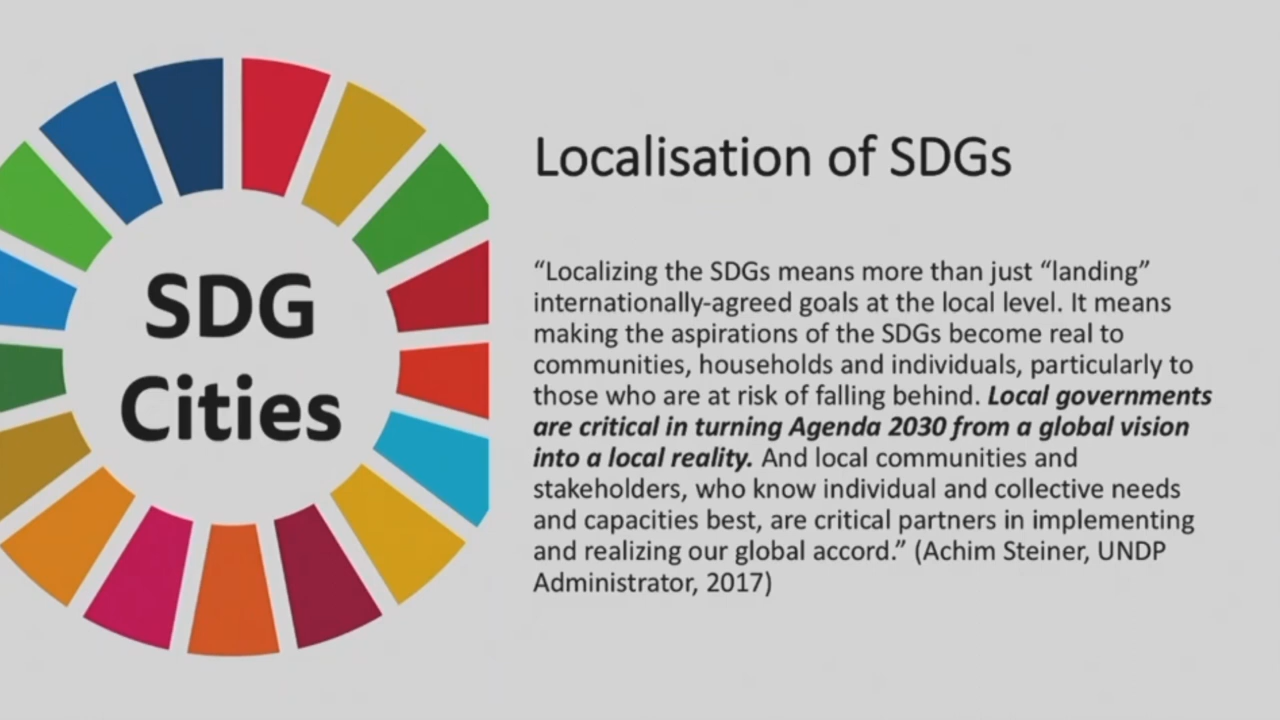 SDG
Cities
Localisation of SDGs
“Localizing the SDGs means more than just “landing”
internationally-agreed goals at the local level. It means
making the aspirations of the SDGs become real to
communities, households and individuals, particularly to
those who are at risk of falling behind. Local governments
are critical in turning Agenda 2030 from a global vision
into a local reality. And local communities and
stakeholders, who know individual and collective needs
and capacities best, are critical partners in implementing
and realizing our global accord.” (Achim Steiner, UNDP
Administrator, 2017)